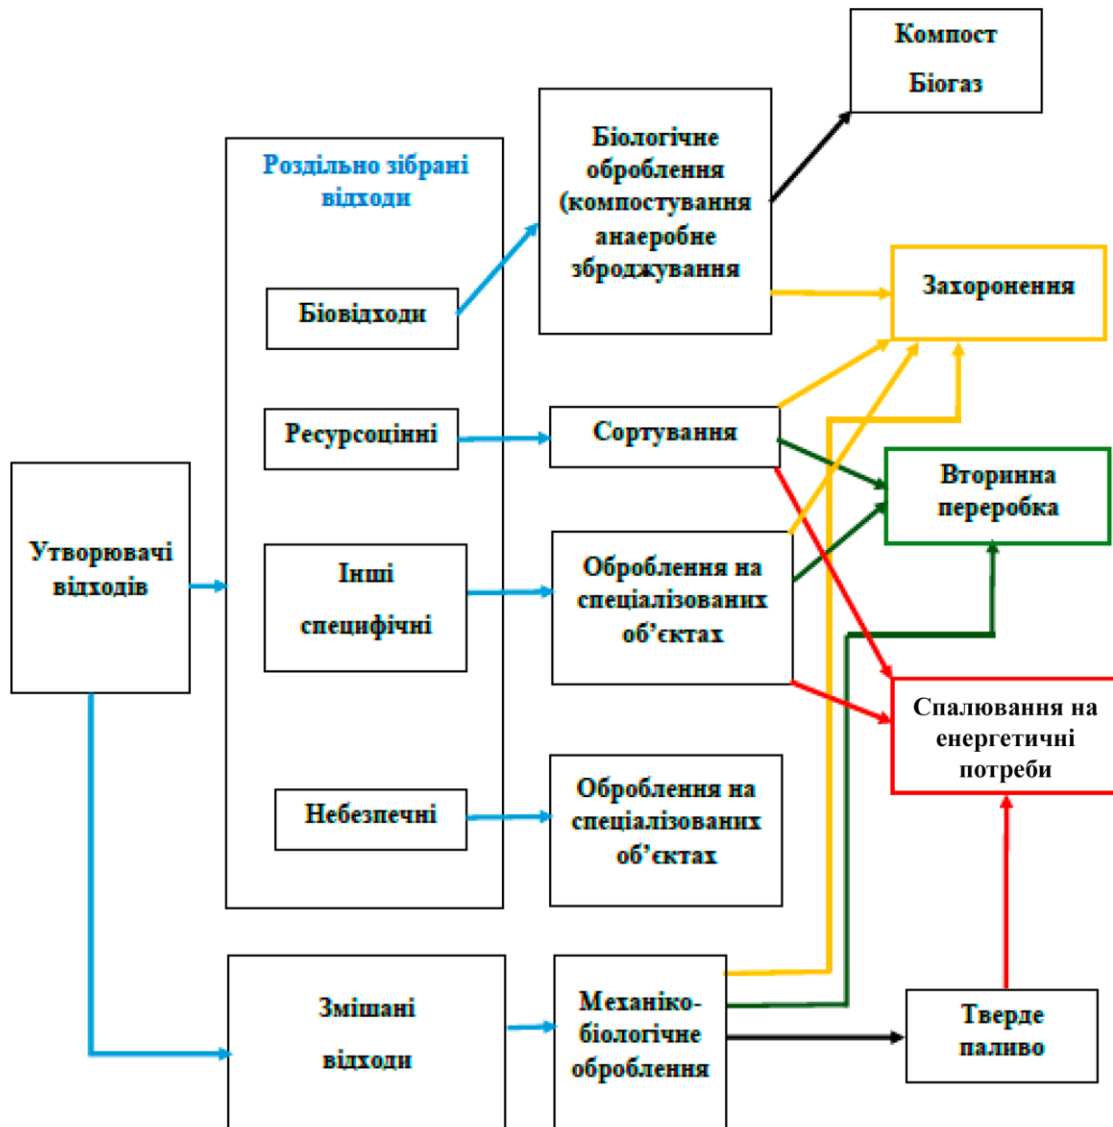 Компост
Біогаз
Біологічне
оброблення
(компостування
анаеробне
зброджування
Роздільно зібрані
відходи
Захоронення
Біовідходи
Ресурсоцінні
Сортування
Вторинна
переробка
Утворювачі
відходів
Інші
специфічні
Оброблення на
спеціалізованих
об’єктах
Спалювання на
енергетичні
потреби
Небезпечні
Оброблення на
спеціалізованих
об’єктах
Змішані
відходи
Механіко-
біологічне
оброблення
Тверде
паливо